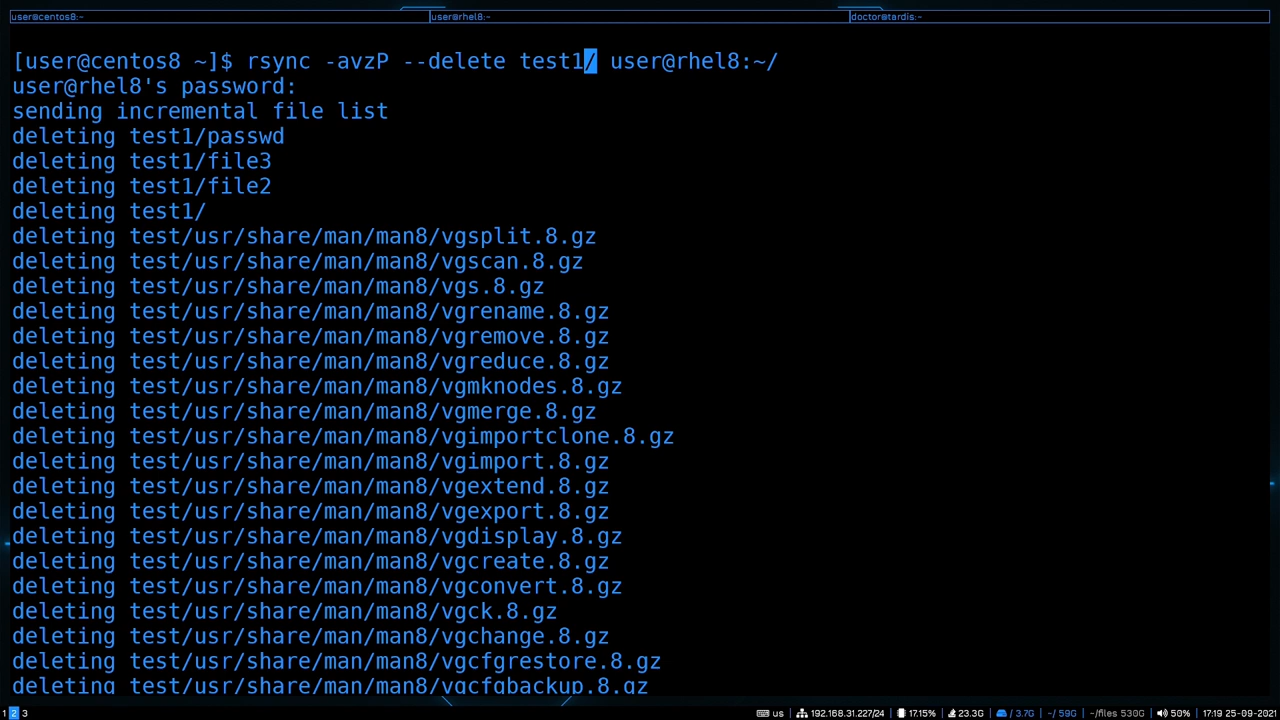 user@centos8:~ user@rhel8:~ doctor@tardis:~
[user@centos8 ~]$ rsync -avzP --delete test1/ user@rhel8:~/
user@rhel8's password:
sending incremental file list
deleting test1/passwd
deleting test1/file3
deleting test1/file2
deleting test1/
deleting test/usr/share/man/man8/vgsplit.8.gz
deleting test/usr/share/man/man8/vgscan.8.gz
deleting test/usr/share/man/man8/vgs.8.gz
deleting test/usr/share/man/man8/vgrename.8.gz
deleting test/usr/share/man/man8/vgremove.8.gz
deleting test/usr/share/man/man8/vgreduce.8.gz
deleting test/usr/share/man/man8/vgmknodes.8.gz
deleting test/usr/share/man/man8/vgmerge.8.gz
deleting test/usr/share/man/man8/vgimportclone.8.gz
deleting test/usr/share/man/man8/vgimport.8.gz
deleting test/usr/share/man/man8/vgextend.8.gz
deleting test/usr/share/man/man8/vgexport.8.gz
deleting test/usr/share/man/man8/vgdisplay.8.gz
deleting test/usr/share/man/man8/vgcreate.8.gz
deleting test/usr/share/man/man8/vgconvert.8.gz
deleting test/usr/share/man/man8/vgck.8.gz
deleting test/usr/share/man/man8/vgchange.8.gz
deleting test/usr/share/man/man8/vgcfgrestore.8.gz
deleting test/usr/share/man/man8/vgcfgbackup.8.gz
1 2 3 us | 192.168.31.227/24 | 17.15% | 23.3G | / 3.7G | ~/ 59G | ~/files 530G | 50% | 17:19 25-09-2021